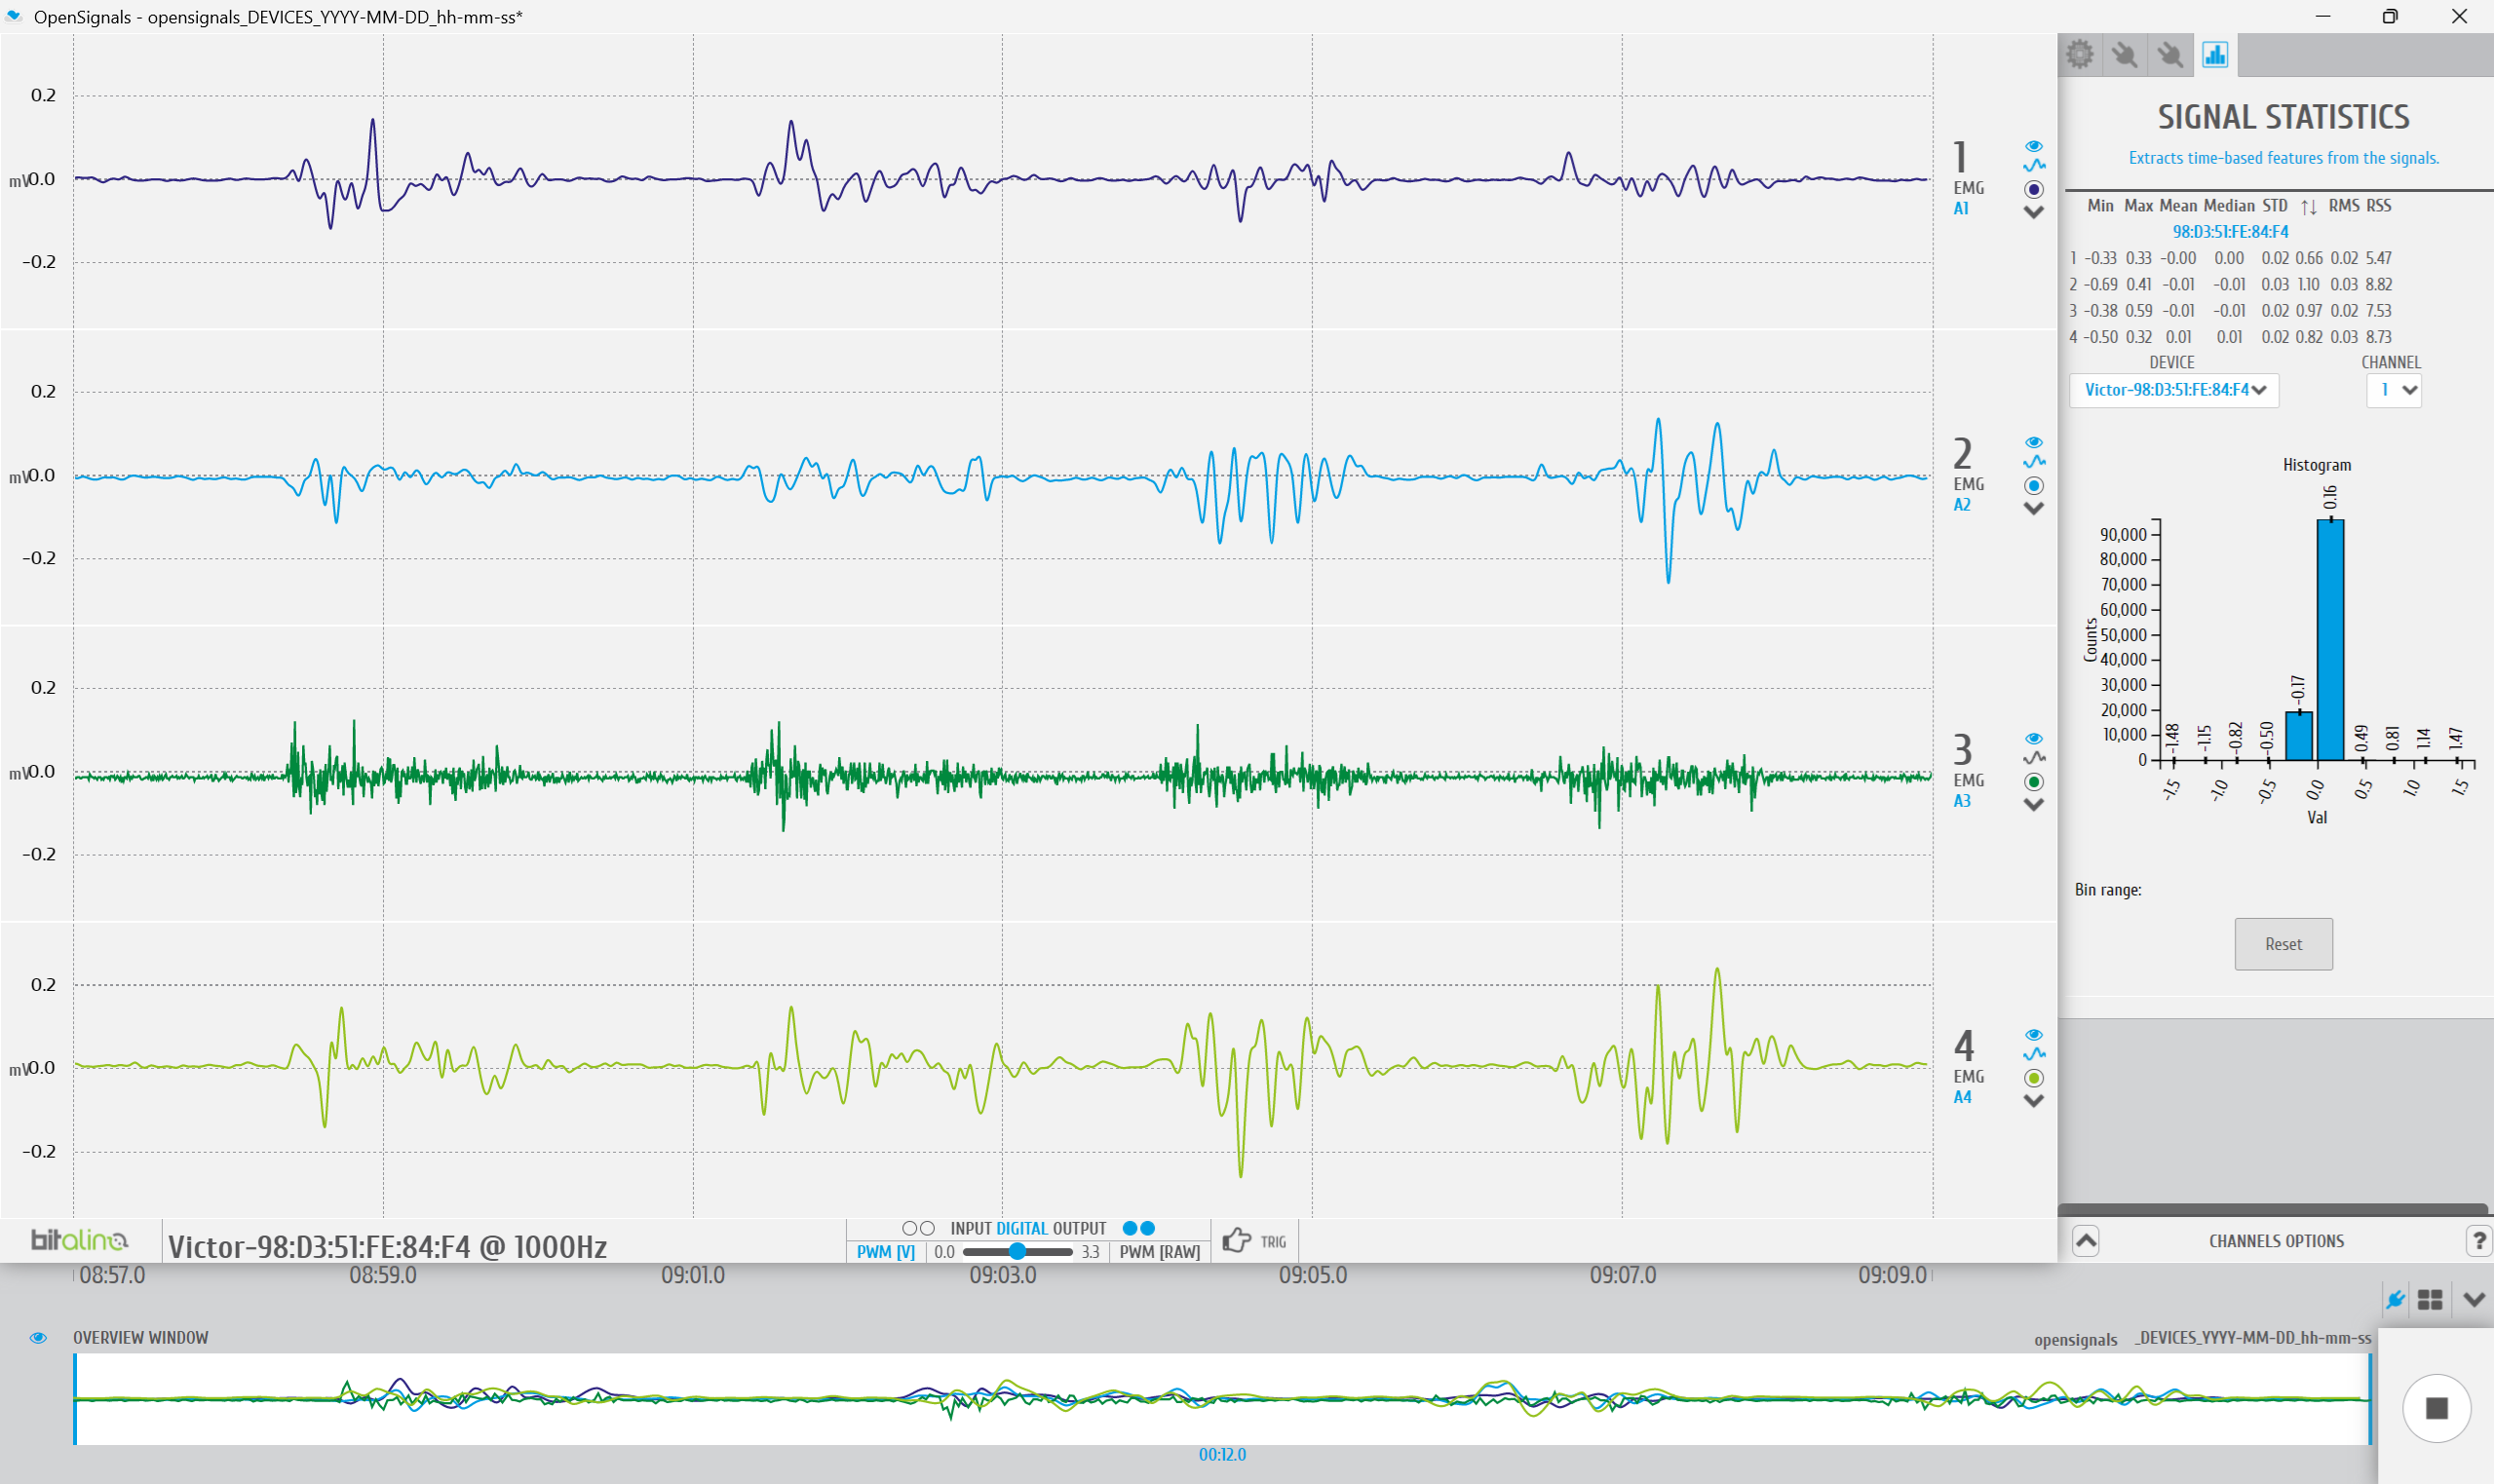 OpenSignals - opensignals_DEVICES_YYYY-MM-DD_hh-mm-ss*
0.2
mV 0.0
-0.2
1
EMG
A1
0.2
mV 0.0
-0.2
2
EMG
A2
0.2
mV 0.0
-0.2
3
EMG
A3
0.2
mV 0.0
-0.2
4
EMG
A4
SIGNAL STATISTICS
Extracts time-based features from the signals.
Min Max Mean Median STD ↑↓ RMS RSS
98:D3:51:FE:84:F4
1 -0.33 0.33 -0.00 0.00 0.02 0.66 0.02 5.47
2 -0.69 0.41 -0.01 -0.01 0.03 1.10 0.03 8.82
3 -0.38 0.59 -0.01 -0.01 0.02 0.97 0.02 7.53
4 -0.50 0.32 0.01 0.01 0.02 0.82 0.03 8.73
DEVICE CHANNEL
Victor-98:D3:51:FE:84:F4 1
Histogram
0.16
90,000
80,000
70,000
60,000
50,000
40,000
30,000
20,000
10,000
0
Counts
-1.48 -1.15 -0.82 -0.50 -0.17 0.49 0.81 1.14 1.47
-1.5 -1.0 -0.5 0.0 0.5 1.0 1.5
Val
Bin range:
Reset
bitalino
Victor-98:D3:51:FE:84:F4 @ 1000Hz
INPUT DIGITAL OUTPUT
PWM [V] 0.0 3.3 PWM [RAW]
TRIG
CHANNELS OPTIONS
?
08:57.0 08:59.0 09:01.0 09:03.0 09:05.0 09:07.0 09:09.0
OVERVIEW WINDOW
opensignals _DEVICES_YYYY-MM-DD_hh-mm-ss
00:12.0